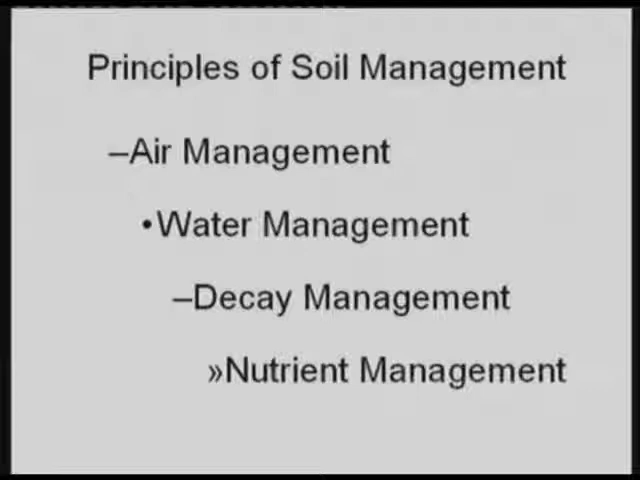 Principles of Soil Management
–Air Management
•Water Management
–Decay Management
»Nutrient Management